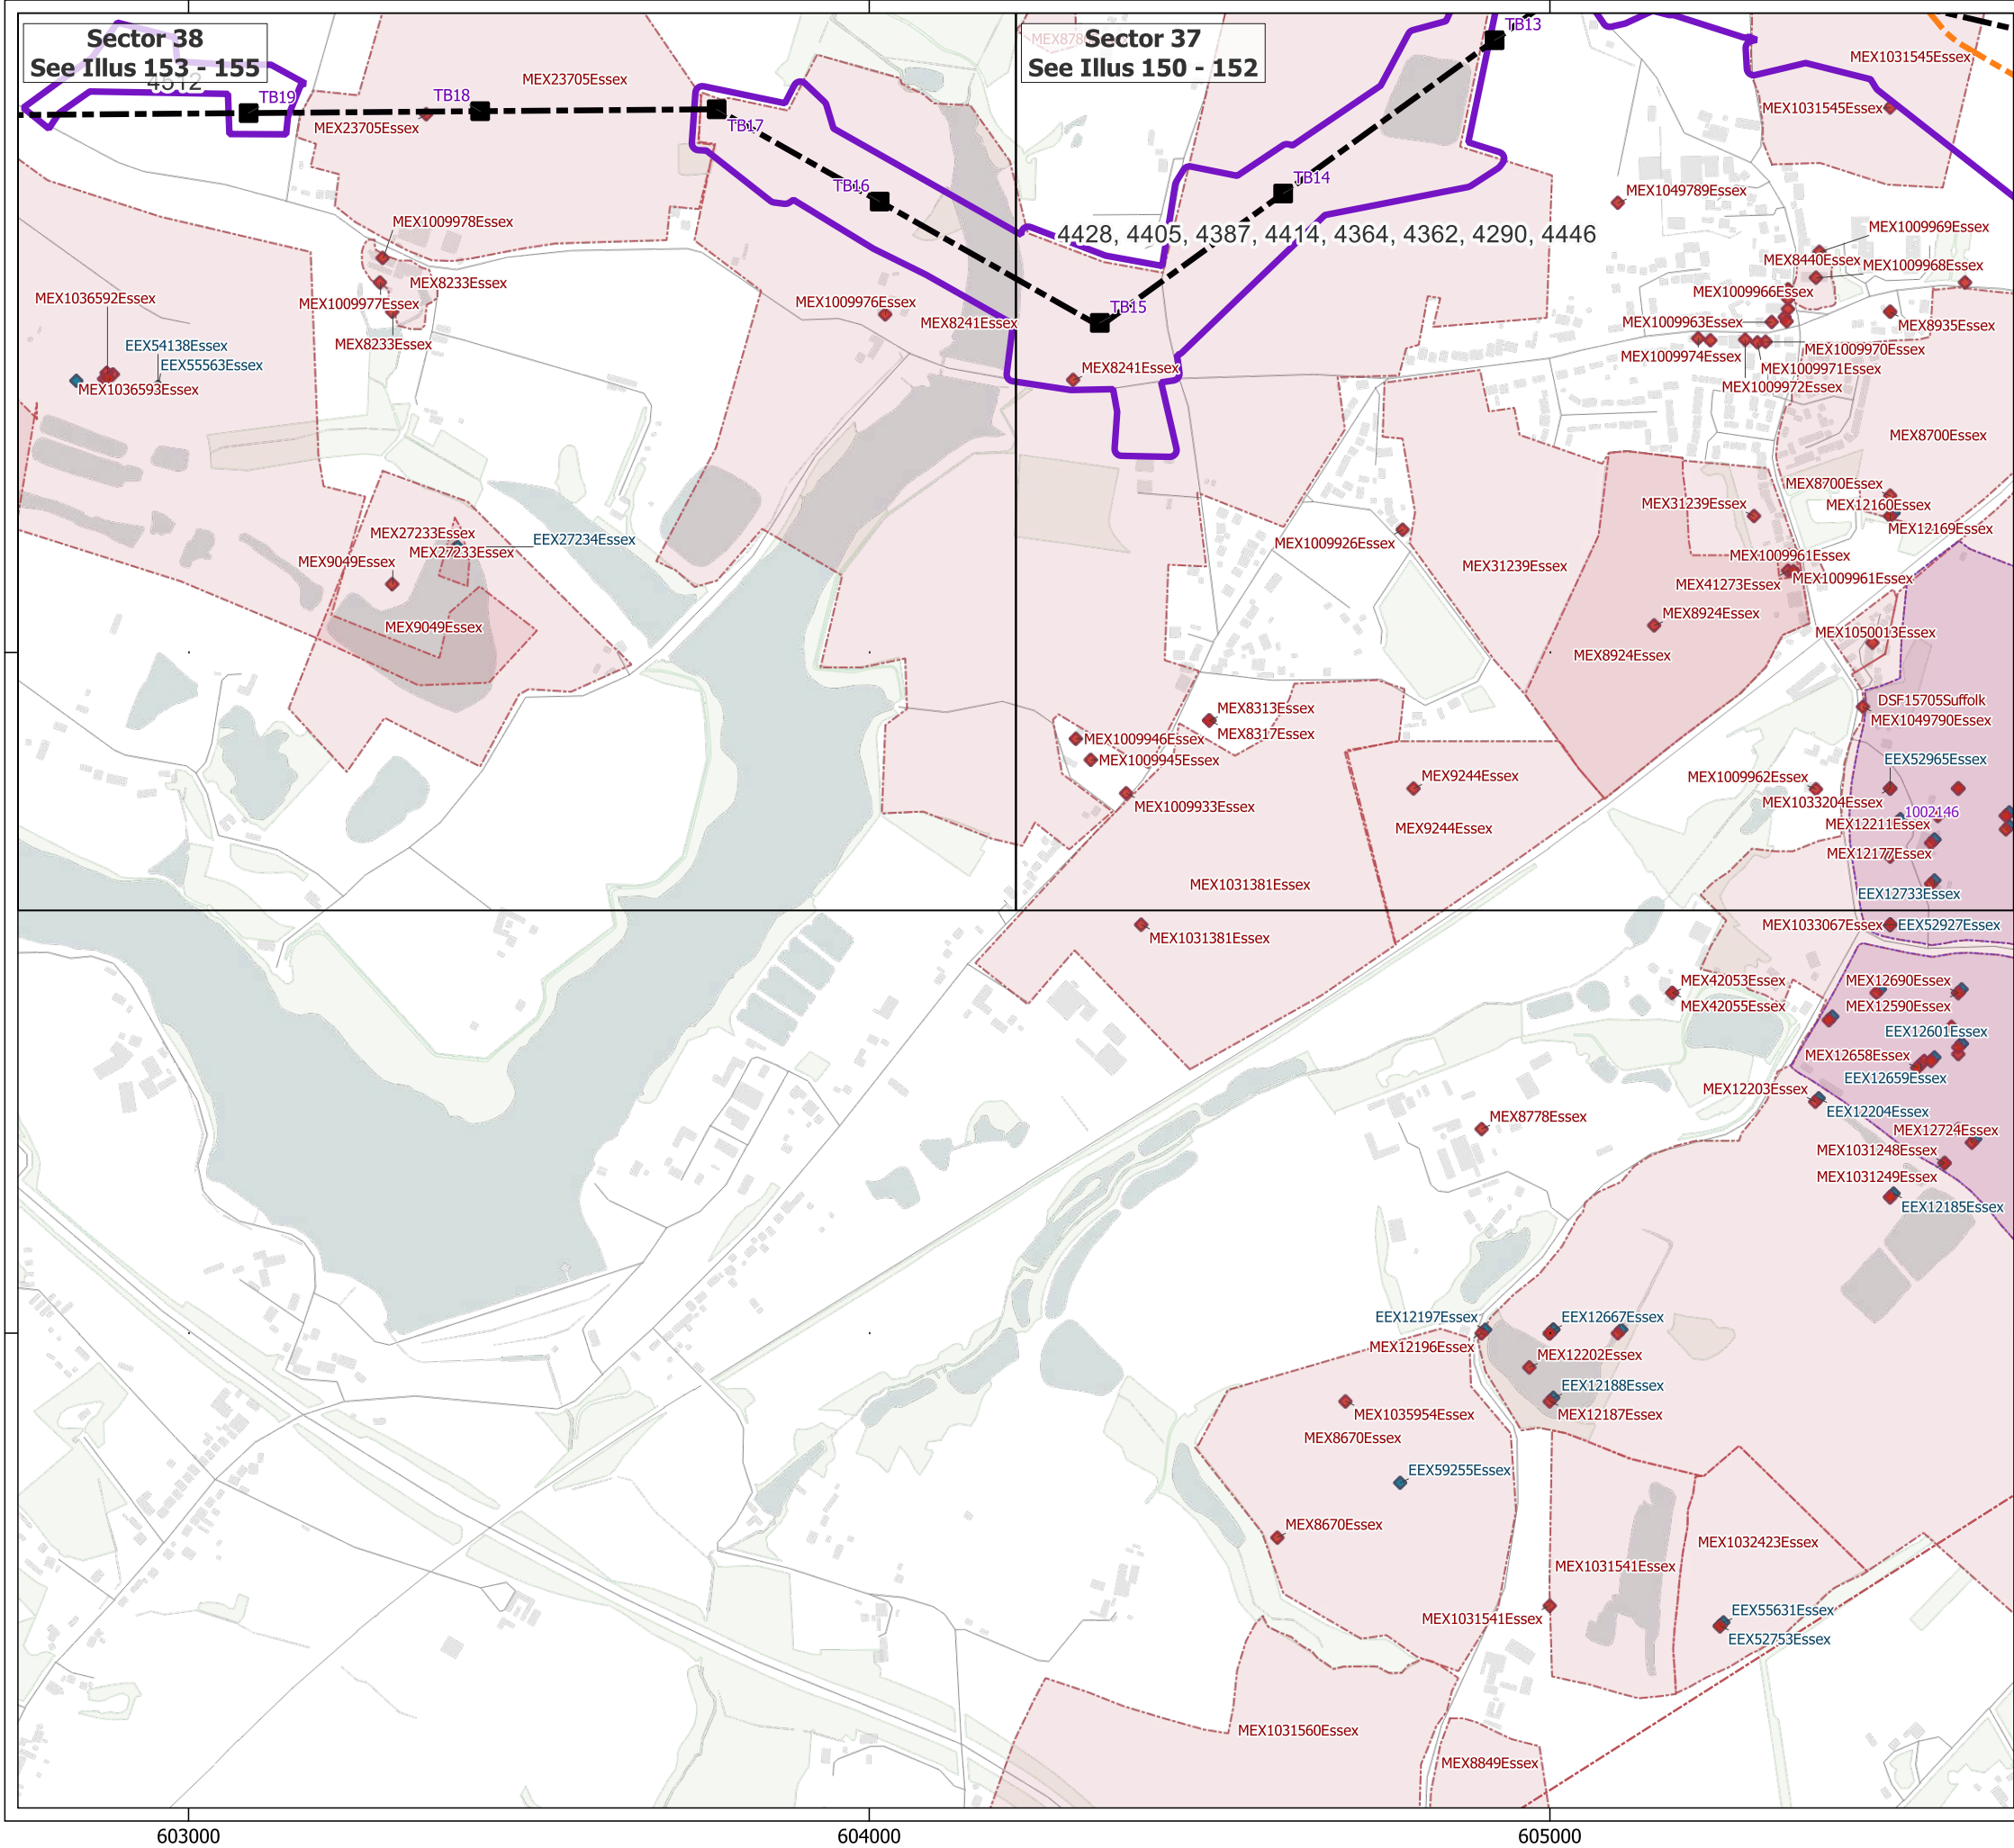 Sector 38
See Illus 153 - 155
4512
TB19
TB18
MEX23705Essex
MEX23705Essex
TB17
TB16
Sector 37
See Illus 150 - 152
TB13
TB14
4428, 4405, 4387, 4414, 4364, 4362, 4290, 4446
TB15
MEX1031545Essex
MEX1031545Essex
MEX1049789Essex
MEX1009969Essex
MEX8440Essex
MEX1009968Essex
MEX1009966Essex
MEX1009963Essex
MEX8935Essex
MEX1009974Essex
MEX1009970Essex
MEX1009971Essex
MEX1009972Essex
MEX1009978Essex
MEX8233Essex
MEX1009977Essex
MEX8233Essex
MEX1036592Essex
EEX54138Essex
EEX55563Essex
MEX1036593Essex
MEX1009976Essex
MEX8241Essex
MEX8241Essex
MEX8700Essex
MEX8700Essex
MEX12160Essex
MEX12169Essex
MEX31239Essex
MEX1009926Essex
MEX31239Essex
MEX1009961Essex
MEX1009961Essex
MEX41273Essex
MEX8924Essex
MEX8924Essex
MEX27233Essex
MEX27233Essex
EEX27234Essex
MEX9049Essex
MEX9049Essex
MEX1050013Essex
DSF15705Suffolk
MEX1049790Essex
MEX8313Essex
MEX8317Essex
MEX1009946Essex
MEX1009945Essex
MEX1009933Essex
MEX9244Essex
MEX9244Essex
EEX52965Essex
MEX1009962Essex
MEX1033204Essex
1002146
MEX12211Essex
MEX12177Essex
EEX12733Essex
MEX1031381Essex
MEX1031381Essex
MEX1033067Essex
EEX52927Essex
MEX42053Essex
MEX42055Essex
MEX12690Essex
MEX12590Essex
EEX12601Essex
MEX12658Essex
EEX12659Essex
MEX12203Essex
EEX12204Essex
MEX12724Essex
MEX1031248Essex
MEX1031249Essex
EEX12185Essex
MEX8778Essex
EEX12197Essex
MEX12196Essex
EEX12667Essex
MEX12202Essex
EEX12188Essex
MEX12187Essex
MEX1035954Essex
MEX8670Essex
EEX59255Essex
MEX8670Essex
MEX1031541Essex
MEX1032423Essex
MEX1031541Essex
EEX55631Essex
EEX52753Essex
MEX1031560Essex
MEX8849Essex
603000
604000
605000